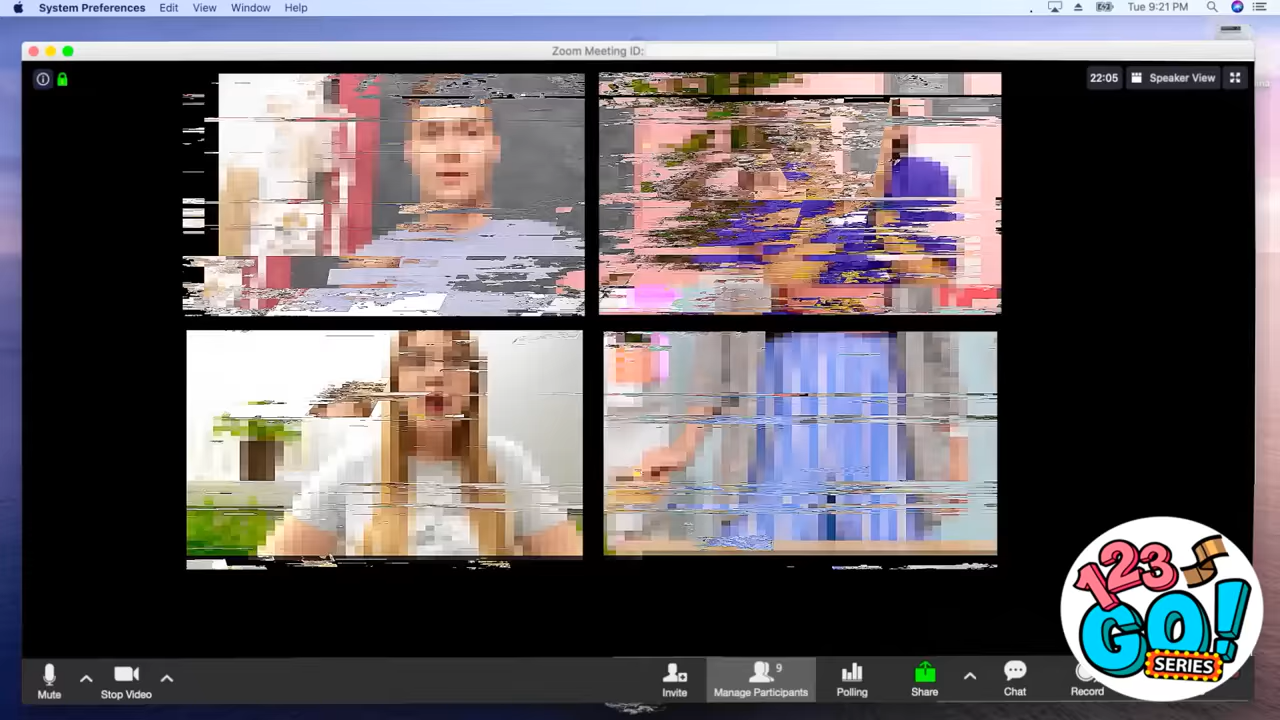 System Preferences Edit View Window Help
Tue 9:21 PM
Zoom Meeting ID:
22:05 Speaker View
Mute
Stop Video
Invite
9
Manage Participants
Polling
Share
Chat
Record
123
GO!
SERIES